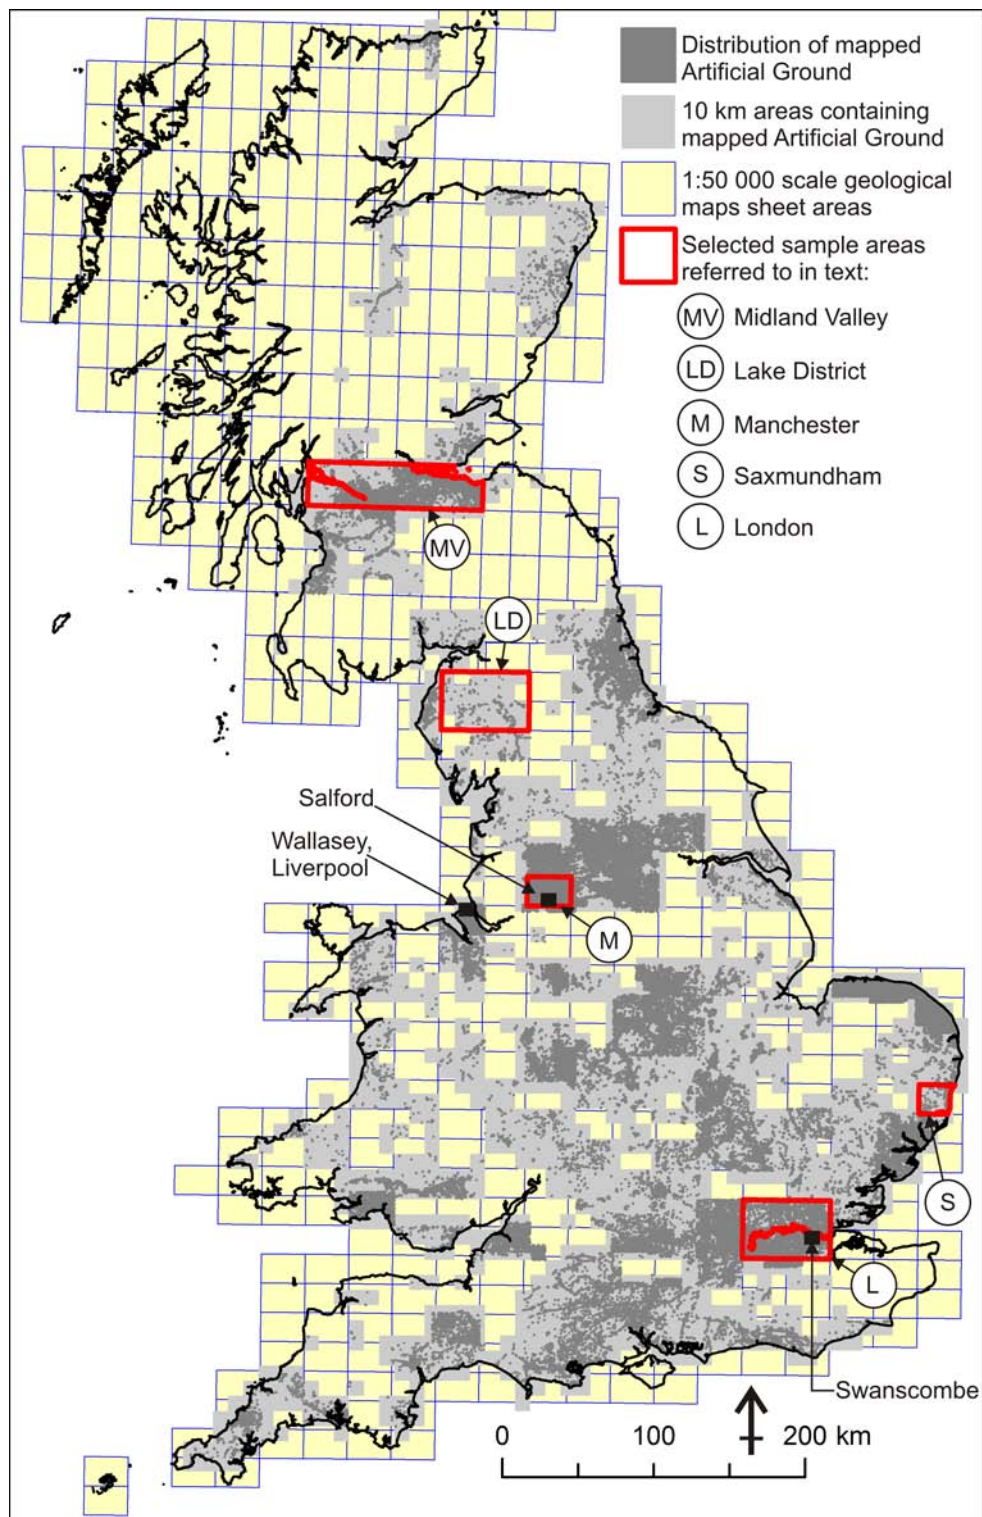 Distribution of mapped
Artificial Ground
10 km areas containing
mapped Artificial Ground
1:50 000 scale geological
maps sheet areas
Selected sample areas
referred to in text:
MV Midland Valley
LD Lake District
M Manchester
S Saxmundham
L London
MV
LD
Salford
Wallasey,
Liverpool
M
S
L
Swanscombe
0 100 200 km